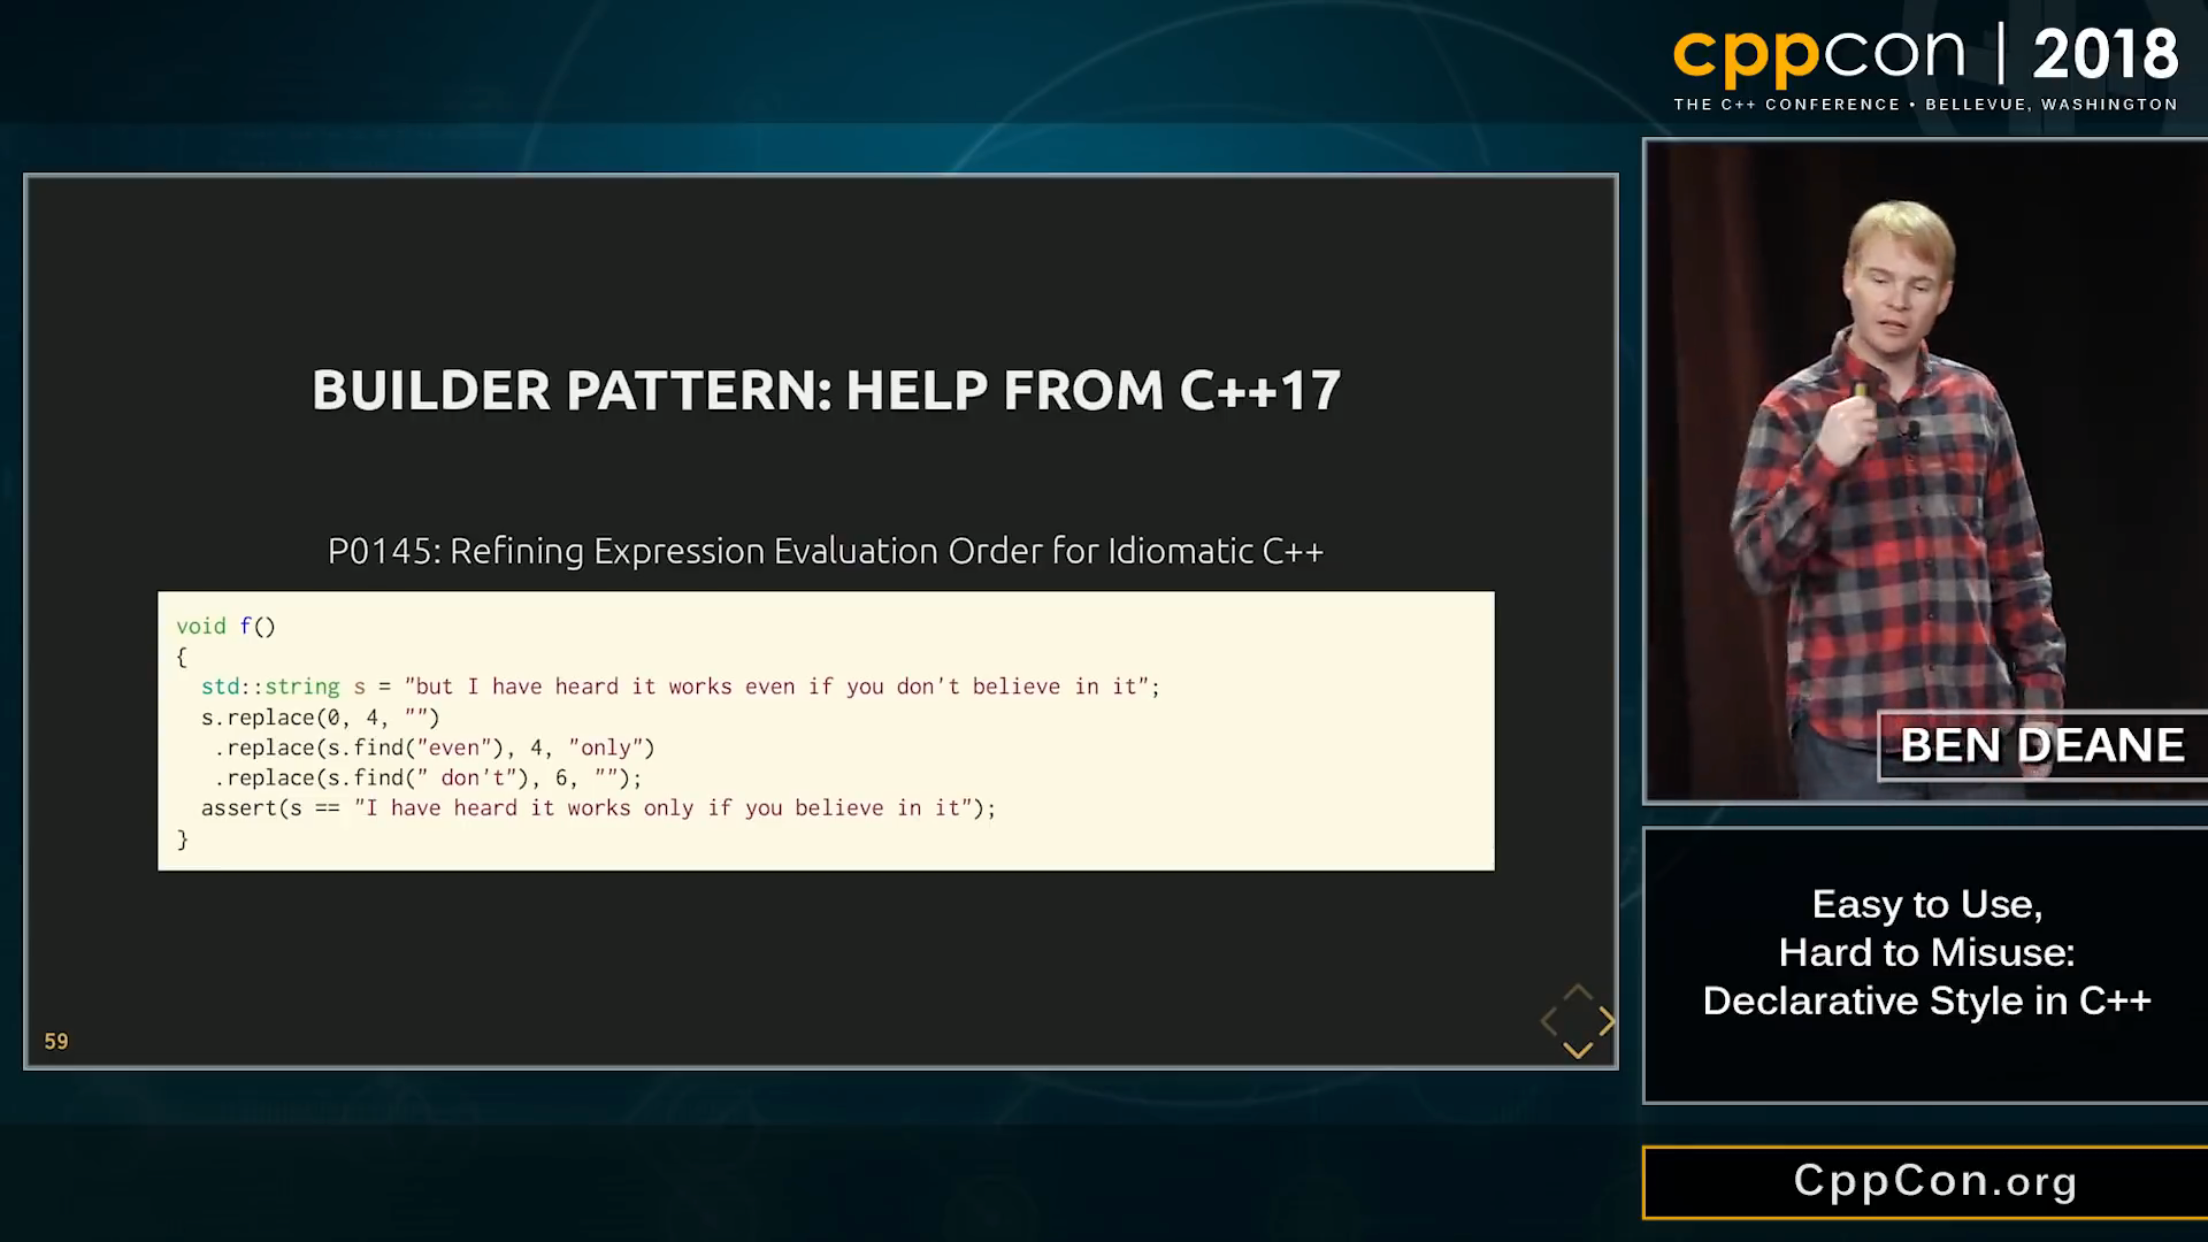 cppcon | 2018
THE C++ CONFERENCE • BELLEVUE, WASHINGTON
BUILDER PATTERN: HELP FROM C++17
P0145: Refining Expression Evaluation Order for Idiomatic C++
void f()
{
  std::string s = "but I have heard it works even if you don't believe in it";
  s.replace(0, 4, "")
   .replace(s.find("even"), 4, "only")
   .replace(s.find(" don't"), 6, "");
  assert(s == "I have heard it works only if you believe in it");
}
59
BEN DEANE
Easy to Use,
Hard to Misuse:
Declarative Style in C++
CppCon.org